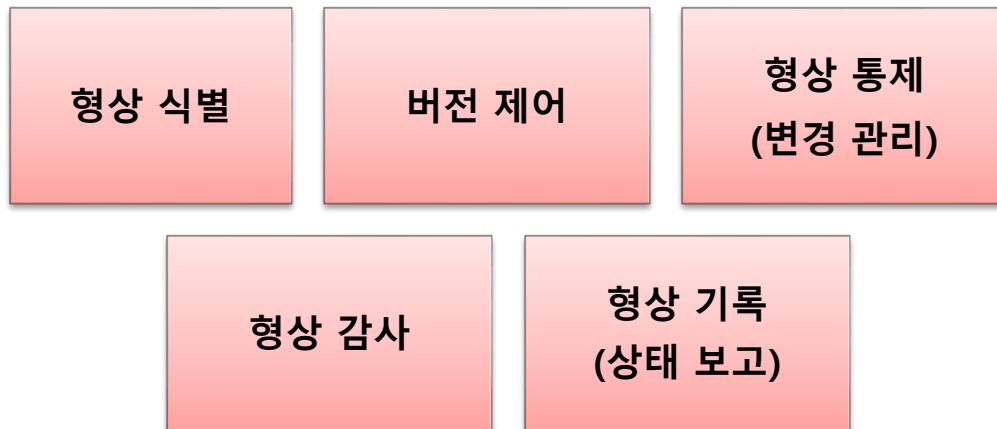 형상 식별
버전 제어
형상 통제
(변경 관리)
형상 감사
형상 기록
(상태 보고)